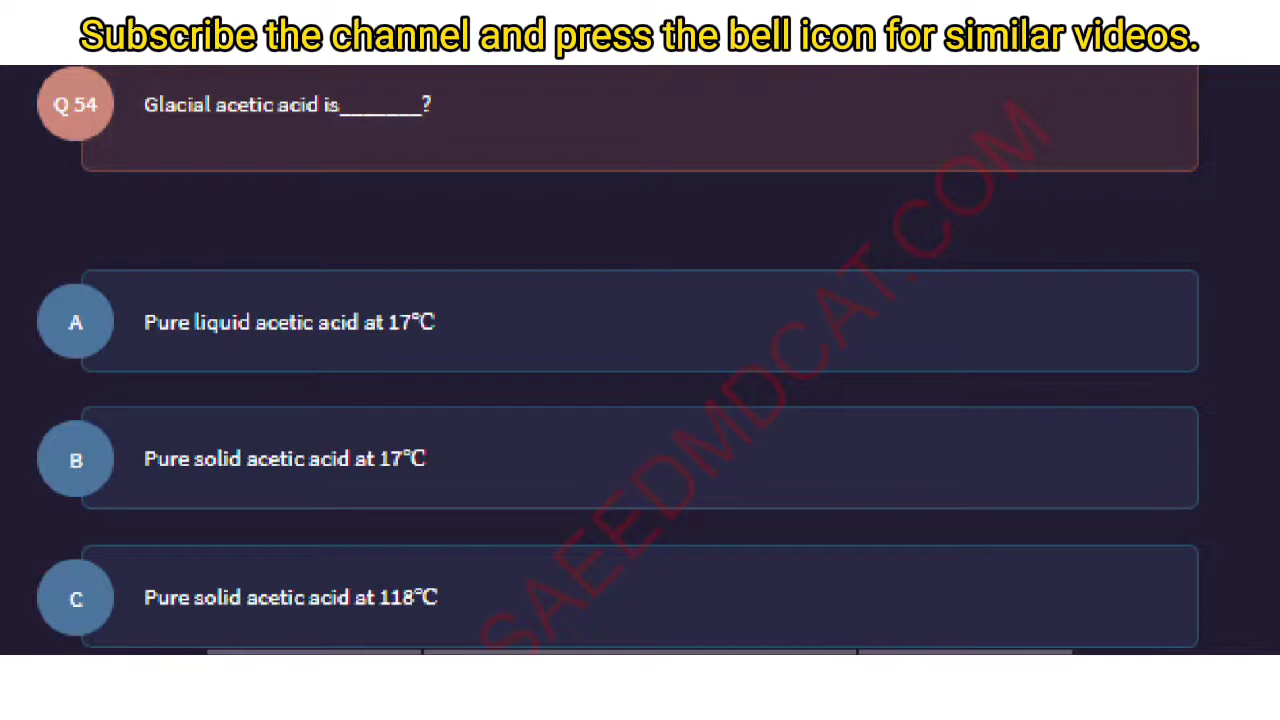 Subscribe the channel and press the bell icon for similar videos.
Q 54
Glacial acetic acid is_______?
A
Pure liquid acetic acid at 17℃
B
Pure solid acetic acid at 17℃
C
Pure solid acetic acid at 118℃
SAEEDMDCAT.COM